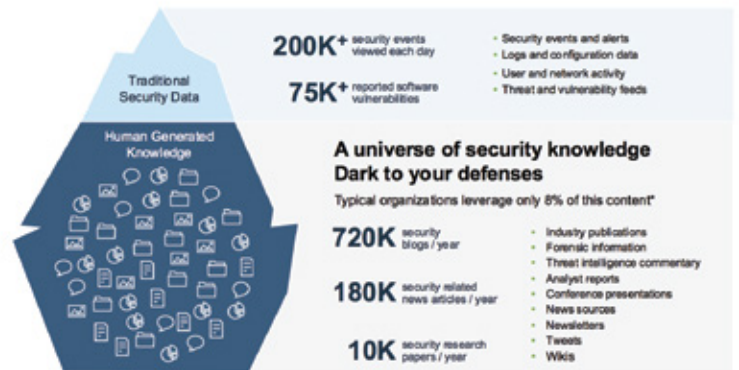 Traditional
Security Data
200K+ security events
viewed each day
75K+ reported software
vulnerabilities
• Security events and alerts
• Logs and configuration data
• User and network activity
• Threat and vulnerability feeds
Human Generated
Knowledge
A universe of security knowledge
Dark to your defenses
Typical organizations leverage only 8% of this content*
720K security
blogs / year
180K security related
news articles / year
10K security research
papers / year
• Industry publications
• Forensic information
• Threat intelligence commentary
• Analyst reports
• Conference presentations
• News sources
• Newsletters
• Tweets
• Wikis